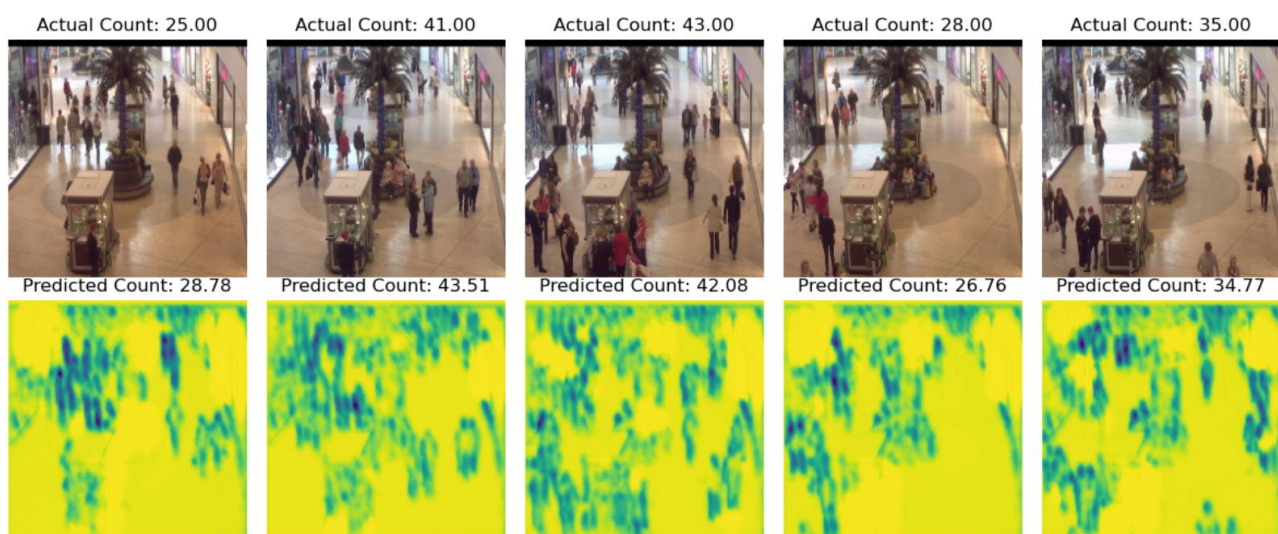 Actual Count: 25.00
Actual Count: 41.00
Actual Count: 43.00
Actual Count: 28.00
Actual Count: 35.00
Predicted Count: 28.78
Predicted Count: 43.51
Predicted Count: 42.08
Predicted Count: 26.76
Predicted Count: 34.77